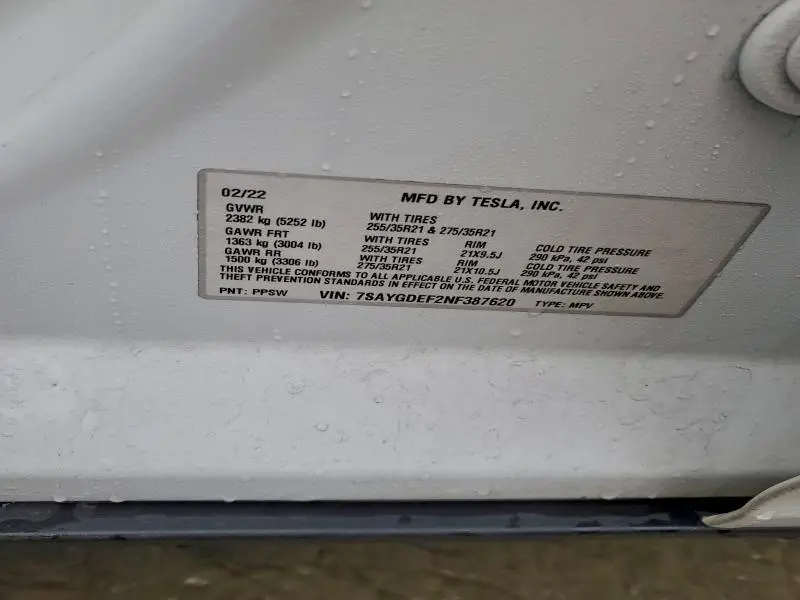 02/22 MFD BY TESLA, INC.
GVWR
2382 kg (5252 lb) WITH TIRES 255/35R21 & 275/35R21
GAWR FRT WITH TIRES RIM COLD TIRE PRESSURE
1363 kg (3004 lb) 255/35R21 21X9.5J 290 kPa, 42 psi
GAWR RR WITH TIRES RIM COLD TIRE PRESSURE
1500 kg (3306 lb) 275/35R21 21X10.5J 290 kPa, 42 psi
THIS VEHICLE CONFORMS TO ALL APPLICABLE U.S. FEDERAL MOTOR VEHICLE SAFETY AND
THEFT PREVENTION STANDARDS IN EFFECT ON THE DATE OF MANUFACTURE SHOWN ABOVE.
PNT: PPSW VIN: 7SAYGDEF2NF387620 TYPE: MPV